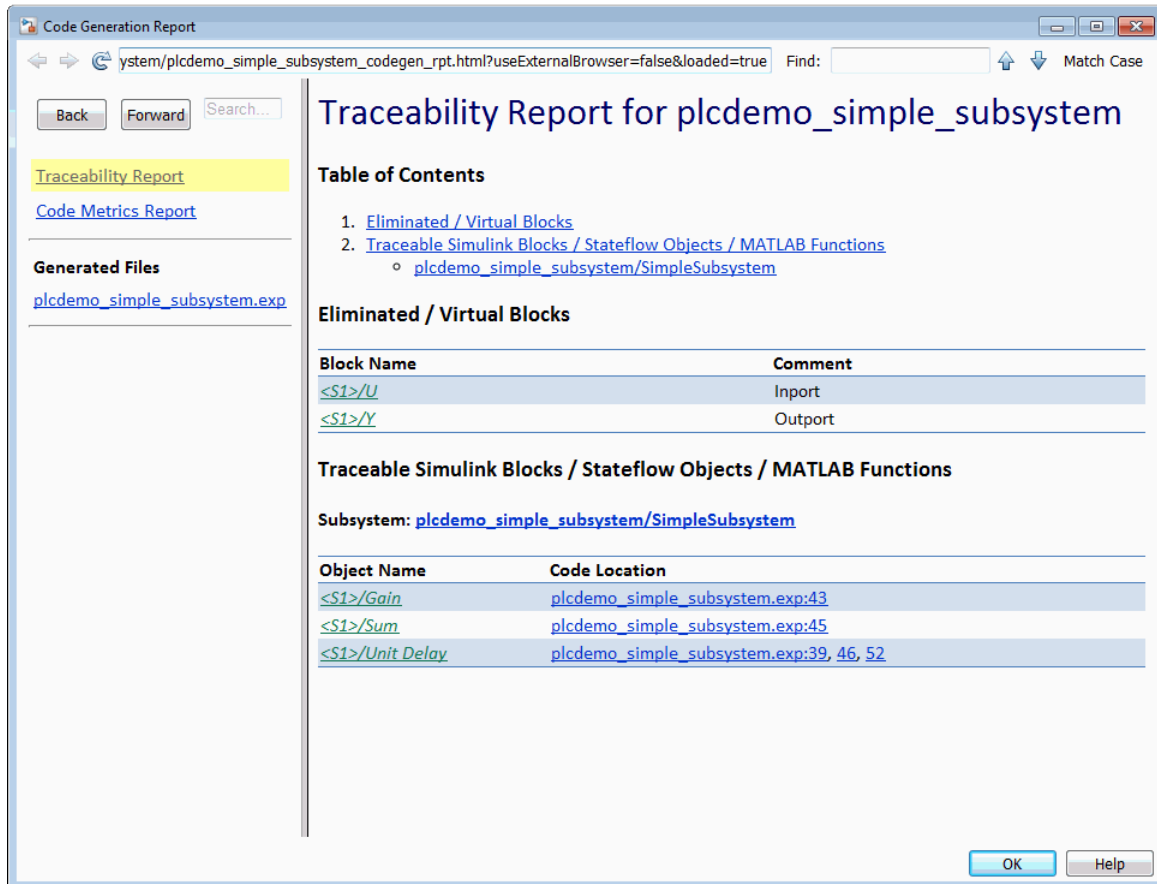 Code Generation Report
ystem/plcdemo_simple_subsystem_codegen_rpt.html?useExternalBrowser=false&loaded=true Find: Match Case
Back Forward Search...
Traceability Report
Code Metrics Report
Generated Files
plcdemo_simple_subsystem.exp
Traceability Report for plcdemo_simple_subsystem
Table of Contents
1. Eliminated / Virtual Blocks
2. Traceable Simulink Blocks / Stateflow Objects / MATLAB Functions
plcdemo_simple_subsystem/SimpleSubsystem
Eliminated / Virtual Blocks
Block Name Comment
<S1>/U Inport
<S1>/Y Outport
Traceable Simulink Blocks / Stateflow Objects / MATLAB Functions
Subsystem: plcdemo_simple_subsystem/SimpleSubsystem
Object Name Code Location
<S1>/Gain plcdemo_simple_subsystem.exp:43
<S1>/Sum plcdemo_simple_subsystem.exp:45
<S1>/Unit Delay plcdemo_simple_subsystem.exp:39, 46, 52
OK Help